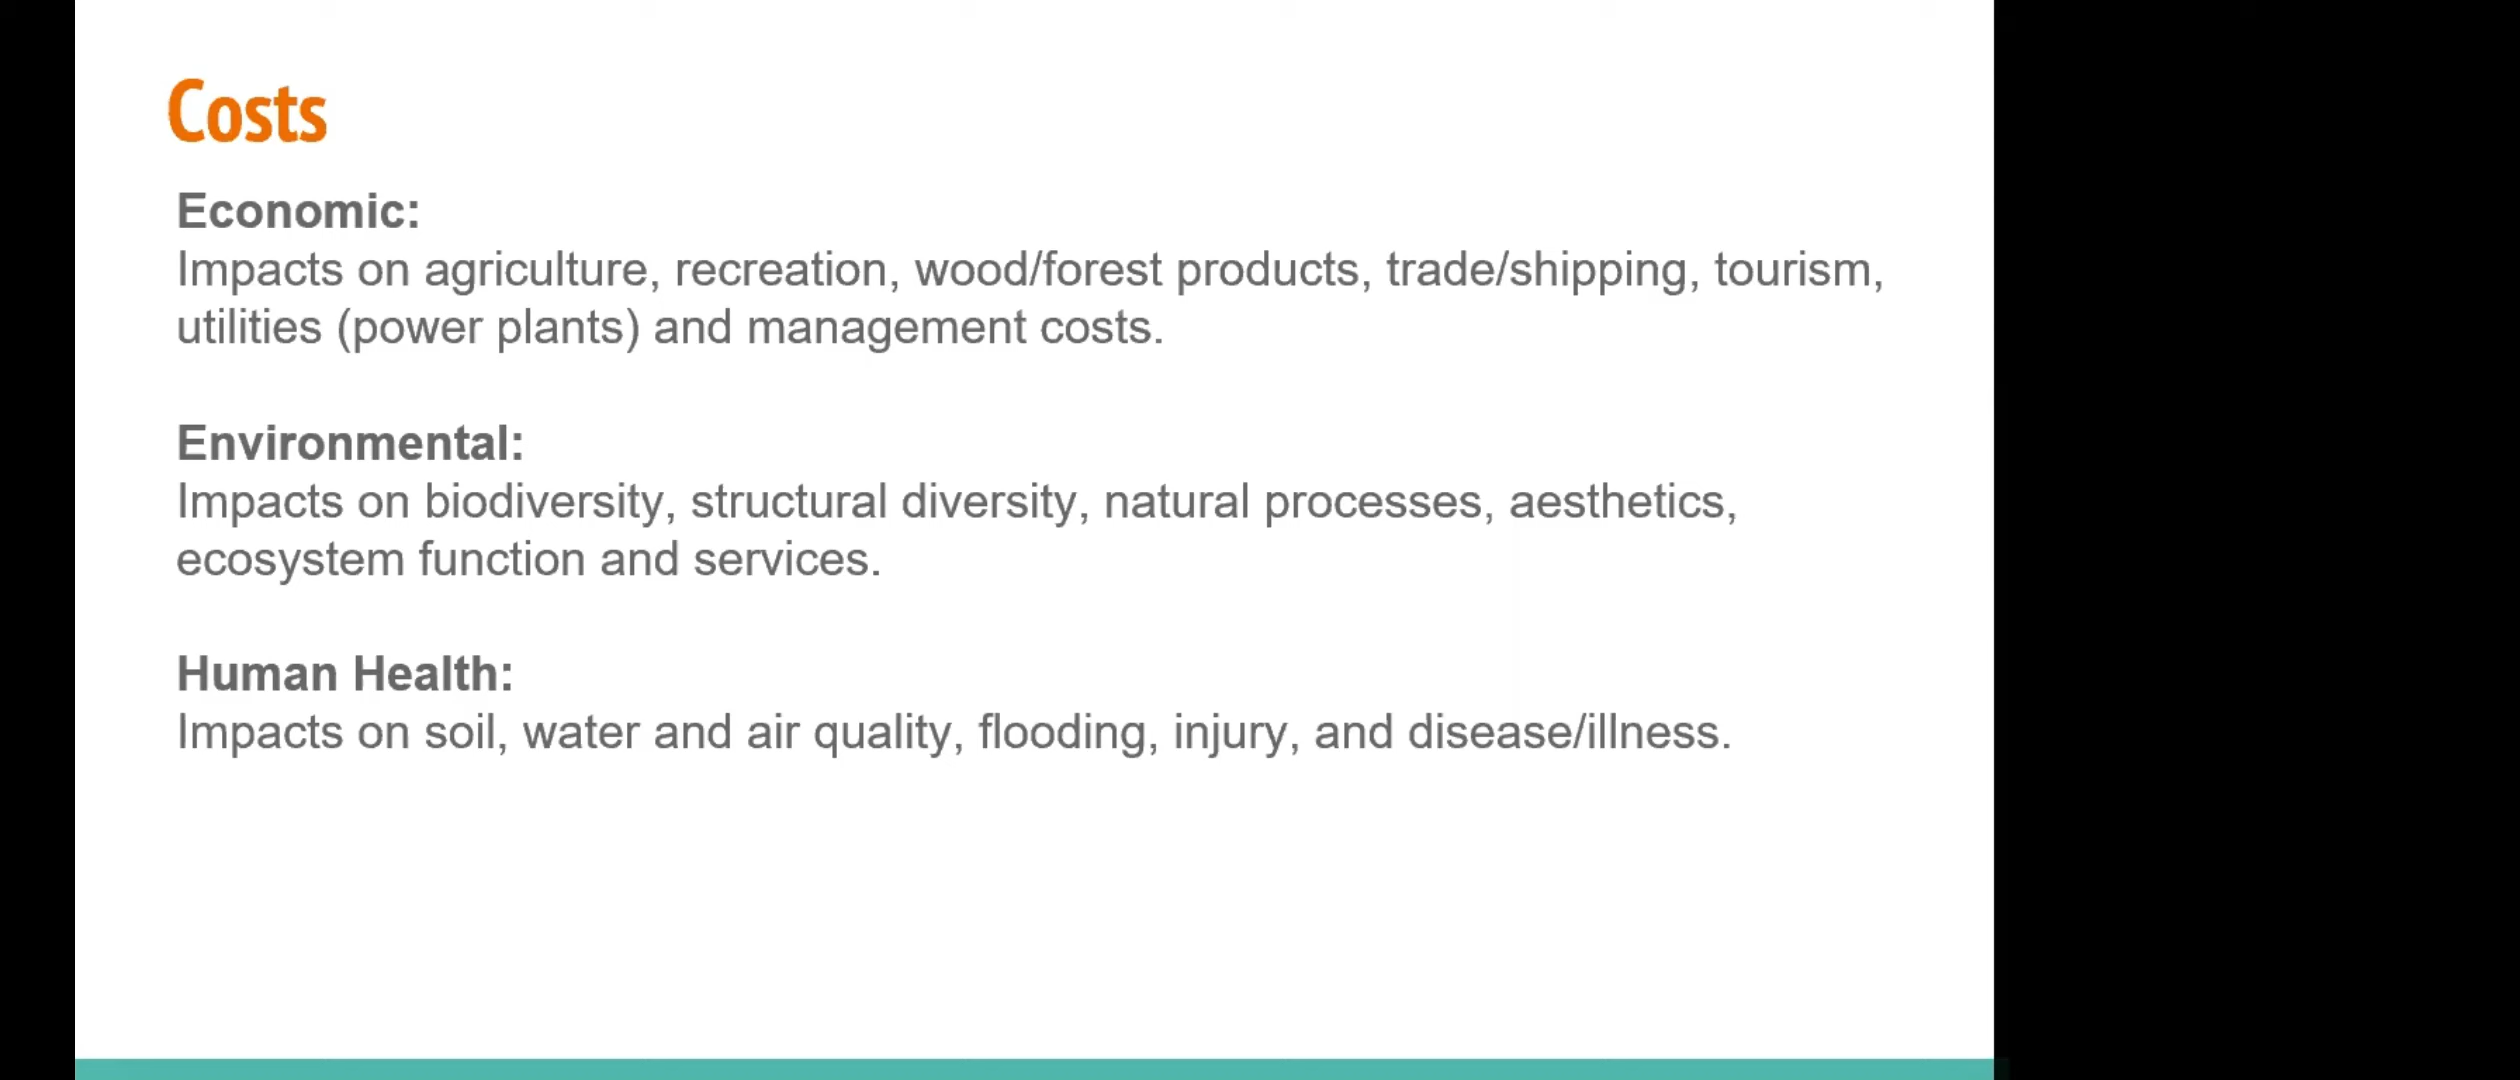 Costs
Economic:
Impacts on agriculture, recreation, wood/forest products, trade/shipping, tourism,
utilities (power plants) and management costs.
Environmental:
Impacts on biodiversity, structural diversity, natural processes, aesthetics,
ecosystem function and services.
Human Health:
Impacts on soil, water and air quality, flooding, injury, and disease/illness.